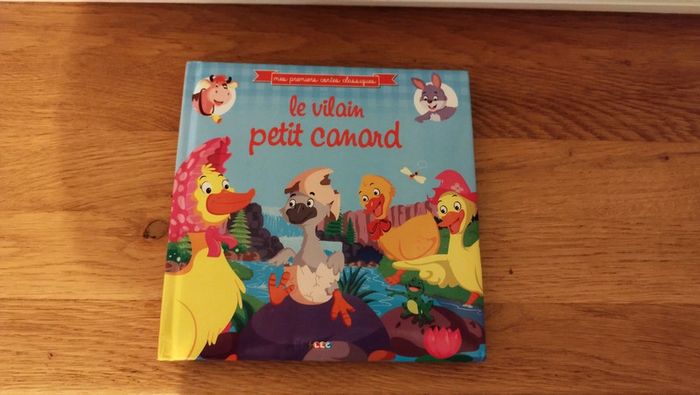 mes premiers contes classiques
le vilain
petit canard